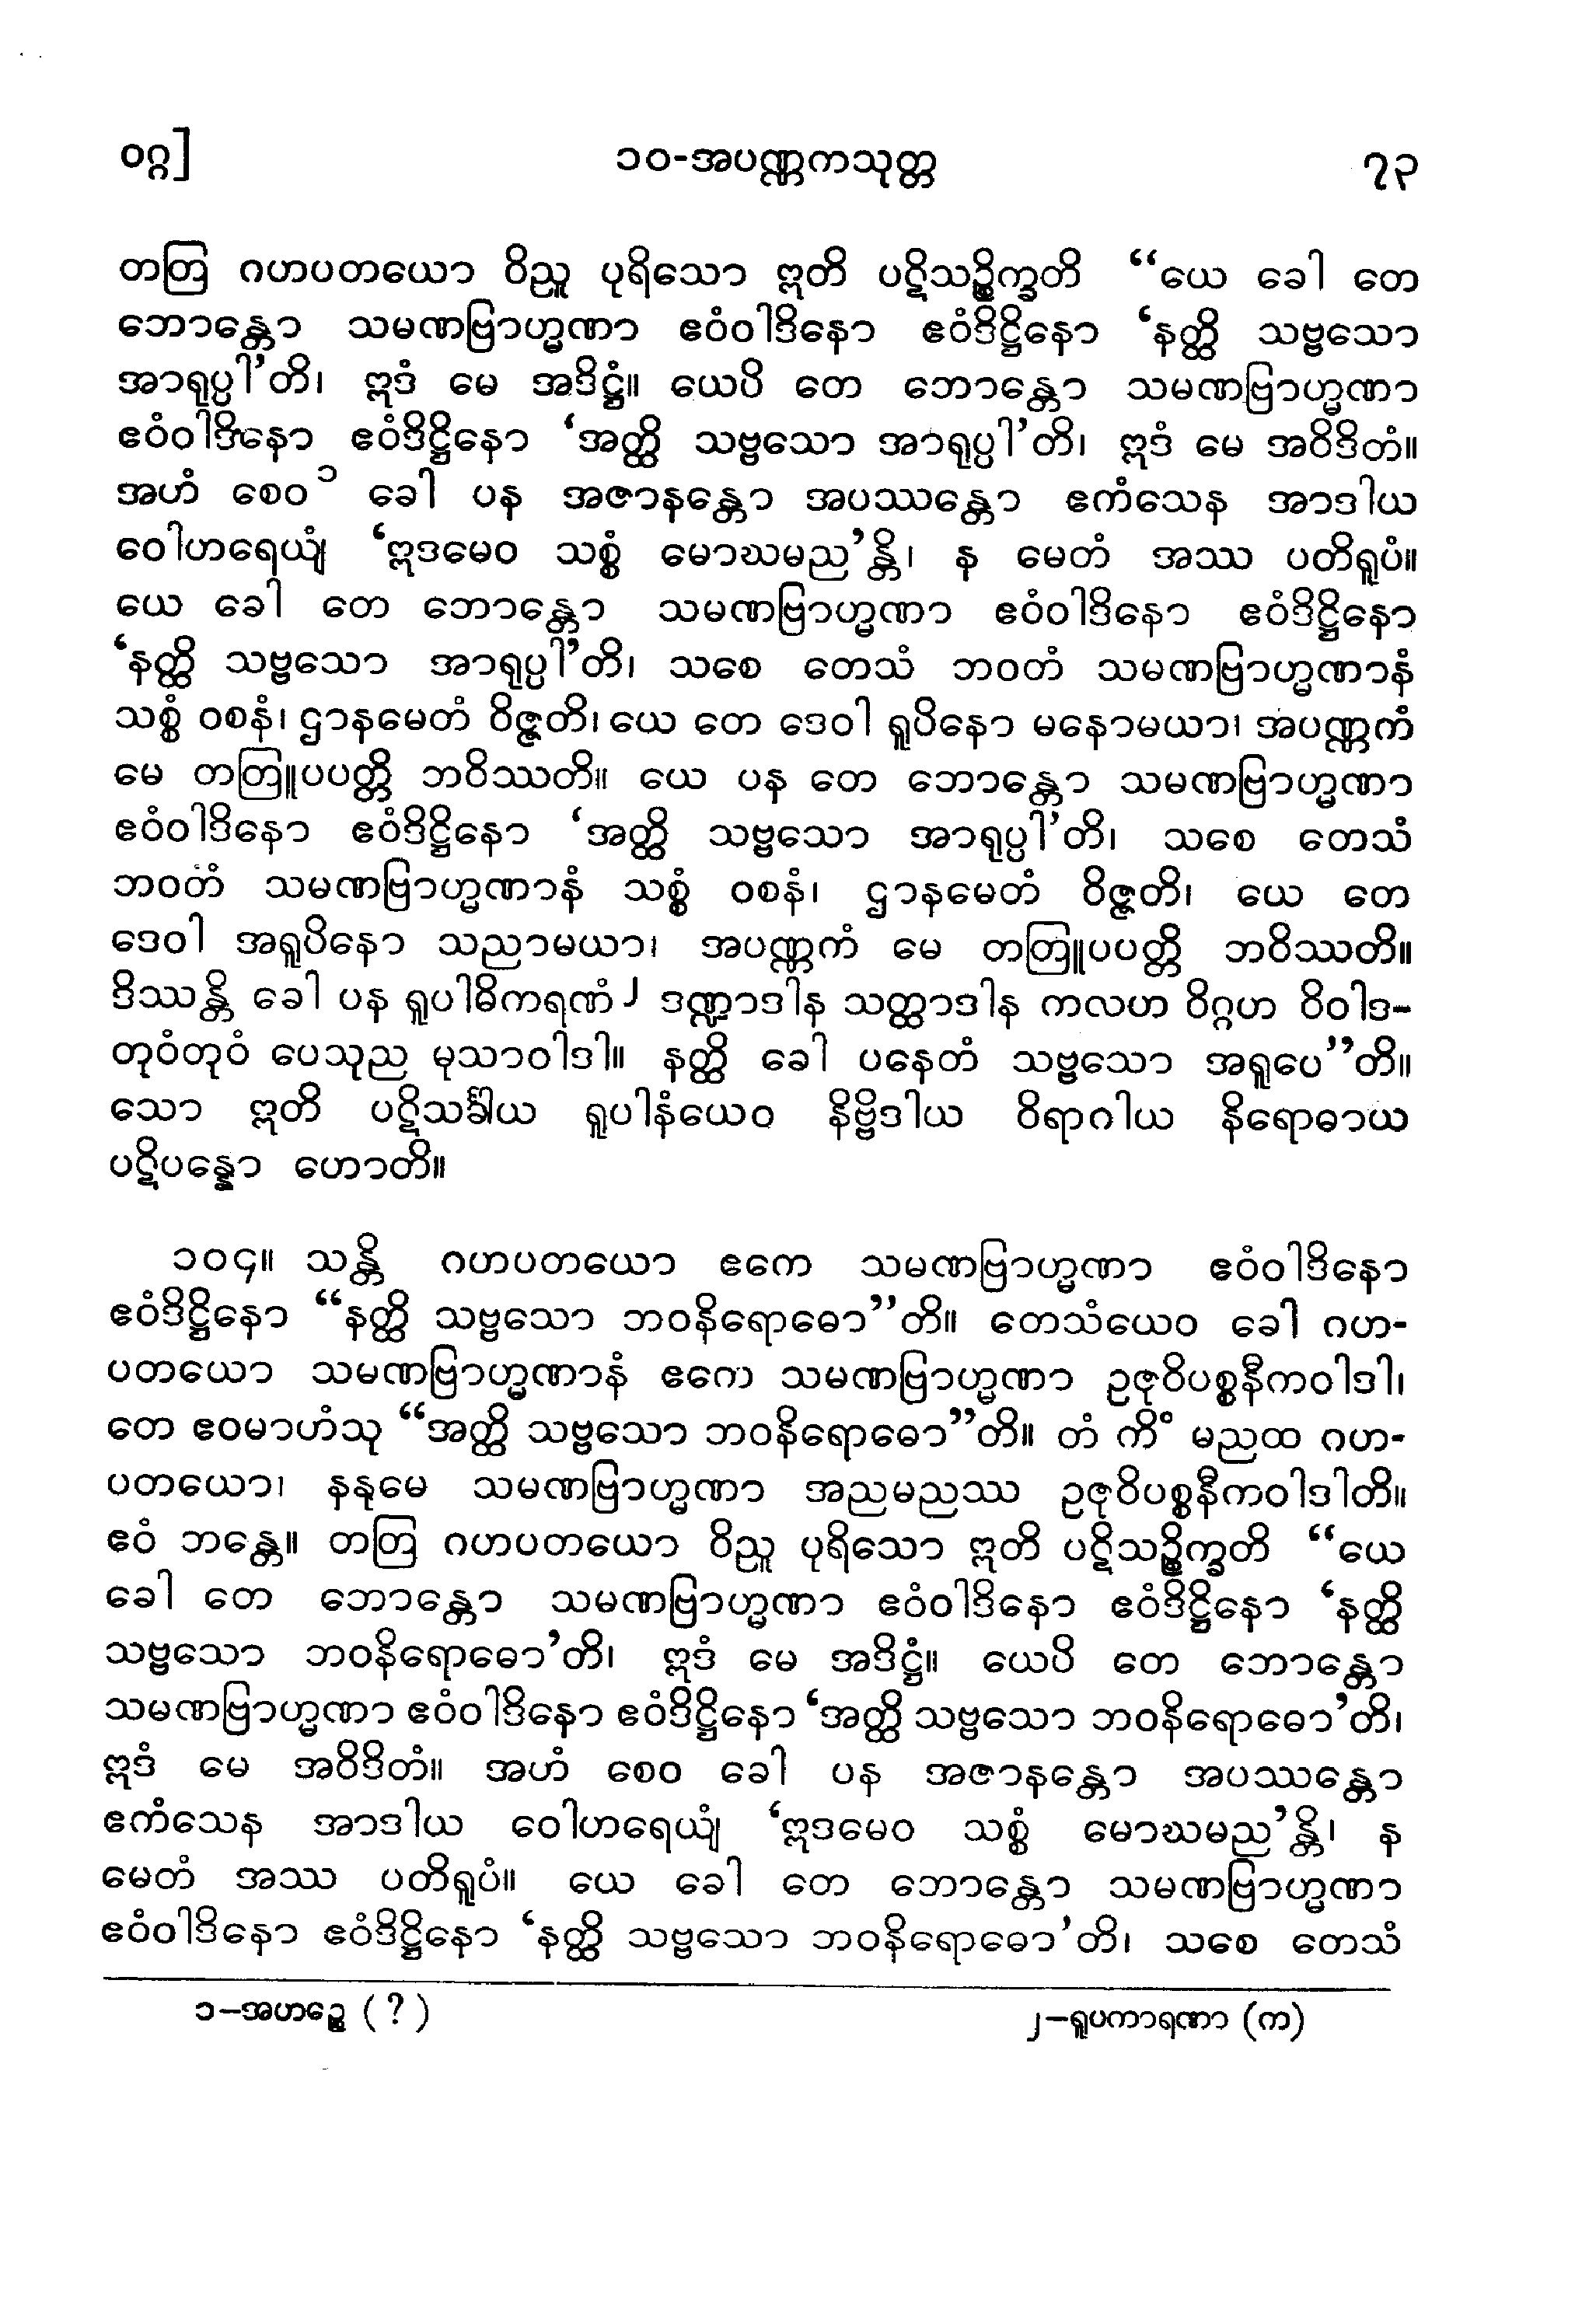 ဝဂ္ဂ] ၁၀-အပဏ္ဏကသုတ္တ ၇၃
တတြ ဂဟပတယော ဝိညူ ပုရိသော ဣတိ ပဋိသဉ္စိက္ခတိ “ယေ ခေါ တေ
ဘောန္တော သမဏဗြာဟ္မဏာ ဧဝံဝါဒိနော ဧဝံဒိဋ္ဌိနော ‘နတ္ထိ သဗ္ဗသော
အာရုပ္ပါ’တိ၊ ဣဒံ မေ အဒိဋ္ဌံ။ ယေပိ တေ ဘောန္တော သမဏဗြာဟ္မဏာ
ဧဝံဝါဒိနော ဧဝံဒိဋ္ဌိနော ‘အတ္ထိ သဗ္ဗသော အာရုပ္ပါ’တိ၊ ဣဒံ မေ အဝိဒိတံ။
အဟံ စေဝ ၁ ခေါ ပန အဇာနန္တော အပဿန္တော ဧကံသေန အာဒါယ
ဝေါဟရေယျံ ‘ဣဒမေဝ သစ္စံ မောဃမည’န္တိ၊ န မေတံ အဿ ပတိရူပံ။
ယေ ခေါ တေ ဘောန္တော သမဏဗြာဟ္မဏာ ဧဝံဝါဒိနော ဧဝံဒိဋ္ဌိနော
‘နတ္ထိ သဗ္ဗသော အာရုပ္ပါ’တိ၊ သစေ တေသံ ဘဝတံ သမဏဗြာဟ္မဏာနံ
သစ္စံ ဝစနံ၊ ဌာနမေတံ ဝိဇ္ဇတိ၊ ယေ တေ ဒေဝါ ရူပိနော မနောမယာ၊ အပဏ္ဏကံ
မေ တတြူပပတ္တိ ဘဝိဿတိ။ ယေ ပန တေ ဘောန္တော သမဏဗြာဟ္မဏာ
ဧဝံဝါဒိနော ဧဝံဒိဋ္ဌိနော ‘အတ္ထိ သဗ္ဗသော အာရုပ္ပါ’တိ၊ သစေ တေသံ
ဘဝတံ သမဏဗြာဟ္မဏာနံ သစ္စံ ဝစနံ၊ ဌာနမေတံ ဝိဇ္ဇတိ၊ ယေ တေ
ဒေဝါ အရူပိနော သညာမယာ၊ အပဏ္ဏကံ မေ တတြူပပတ္တိ ဘဝိဿတိ။
ဒိဿန္တိ ခေါ ပန ရူပါဓိကရဏံ ၂ ဒဏ္ဍာဒါန သတ္ထာဒါန ကလဟ ဝိဂ္ဂဟ ဝိဝါဒ-
တုဝံတုဝံ ပေသုည မုသာဝါဒါ။ နတ္ထိ ခေါ ပနေတံ သဗ္ဗသော အရူပေ”တိ။
သော ဣတိ ပဋိသင်္ခါယ ရူပါနံယေဝ နိဗ္ဗိဒါယ ဝိရာဂါယ နိရောဓာယ
ပဋိပန္နော ဟောတိ။
၁၀၄။ သန္တိ ဂဟပတယော ဧကေ သမဏဗြာဟ္မဏာ ဧဝံဝါဒိနော
ဧဝံဒိဋ္ဌိနော “နတ္ထိ သဗ္ဗသော ဘဝနိရောဓော”တိ။ တေသံယေဝ ခေါ ဂဟ-
ပတယော သမဏဗြာဟ္မဏာနံ ဧကေ သမဏဗြာဟ္မဏာ ဥဇုဝိပစ္စနီကဝါဒါ၊
တေ ဧဝမာဟံသု “အတ္ထိ သဗ္ဗသော ဘဝနိရောဓော”တိ။ တံ ကိံ မညထ ဂဟ-
ပတယော၊ နနုမေ သမဏဗြာဟ္မဏာ အညမညဿ ဥဇုဝိပစ္စနီကဝါဒါတိ။
ဧဝံ ဘန္တေ။ တတြ ဂဟပတယော ဝိညူ ပုရိသော ဣတိ ပဋိသဉ္စိက္ခတိ “ယေ
ခေါ တေ ဘောန္တော သမဏဗြာဟ္မဏာ ဧဝံဝါဒိနော ဧဝံဒိဋ္ဌိနော ‘နတ္ထိ
သဗ္ဗသော ဘဝနိရောဓော’တိ၊ ဣဒံ မေ အဒိဋ္ဌံ။ ယေပိ တေ ဘောန္တော
သမဏဗြာဟ္မဏာ ဧဝံဝါဒိနော ဧဝံဒိဋ္ဌိနော ‘အတ္ထိ သဗ္ဗသော ဘဝနိရောဓော’တိ၊
ဣဒံ မေ အဝိဒိတံ။ အဟံ စေဝ ခေါ ပန အဇာနန္တော အပဿန္တော
ဧကံသေန အာဒါယ ဝေါဟရေယျံ ‘ဣဒမေဝ သစ္စံ မောဃမည’န္တိ၊ န
မေတံ အဿ ပတိရူပံ။ ယေ ခေါ တေ ဘောန္တော သမဏဗြာဟ္မဏာ
ဧဝံဝါဒိနော ဧဝံဒိဋ္ဌိနော ‘နတ္ထိ သဗ္ဗသော ဘဝနိရောဓော’တိ၊ သစေ တေသံ
၁−အဟဉ္စေ (?) ၂−ရူပကာရဏာ (က)